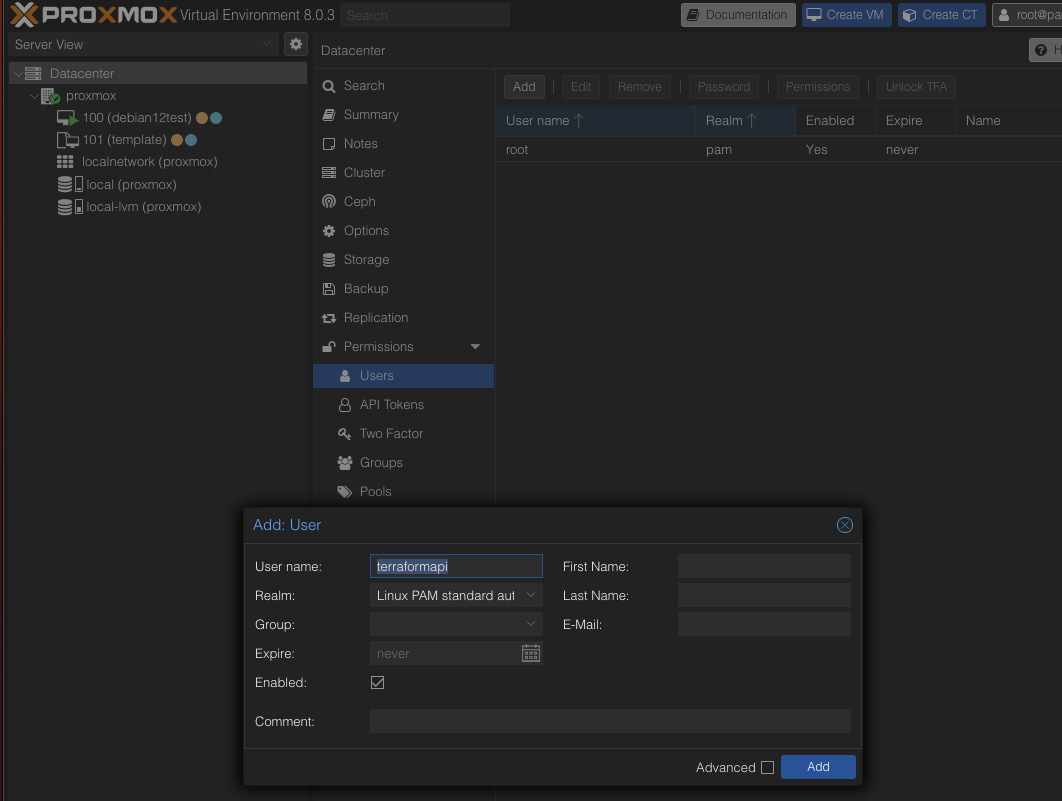 PROXMOX Virtual Environment 8.0.3 Search Documentation Create VM Create CT root@pa
Server View
Datacenter
proxmox
100 (debian12test)
101 (template)
localnetwork (proxmox)
local (proxmox)
local-lvm (proxmox)
Datacenter
H
Search
Summary
Notes
Cluster
Ceph
Options
Storage
Backup
Replication
Permissions
Users
API Tokens
Two Factor
Groups
Pools
Add Edit Remove Password Permissions Unlock TFA
User name Realm Enabled Expire Name
root pam Yes never
Add: User
User name: terraformapi First Name:
Realm: Linux PAM standard aut Last Name:
Group: E-Mail:
Expire: never
Enabled:
Comment:
Advanced Add